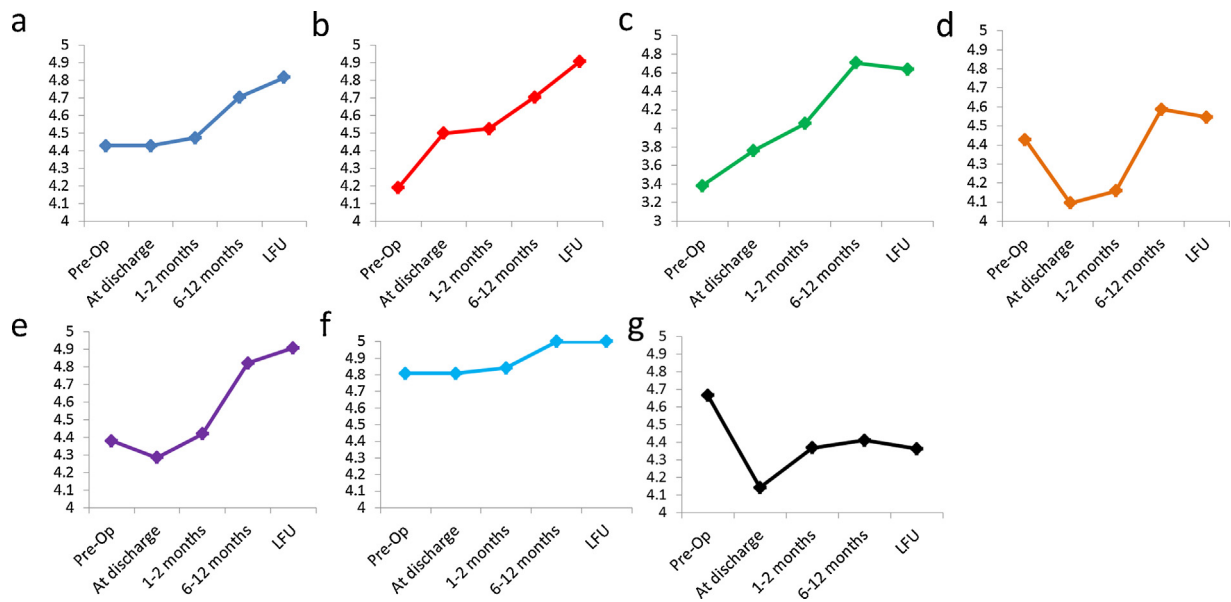 a
5
4.9
4.8
4.7
4.6
4.5
4.4
4.3
4.2
4.1
4
Pre-Op
At discharge
1-2 months
6-12 months
LFU
b
5
4.9
4.8
4.7
4.6
4.5
4.4
4.3
4.2
4.1
4
Pre-Op
At discharge
1-2 months
6-12 months
LFU
c
5
4.8
4.6
4.4
4.2
4
3.8
3.6
3.4
3.2
3
Pre-Op
At discharge
1-2 months
6-12 months
LFU
d
5
4.9
4.8
4.7
4.6
4.5
4.4
4.3
4.2
4.1
4
Pre-Op
At discharge
1-2 months
6-12 months
LFU
e
5
4.9
4.8
4.7
4.6
4.5
4.4
4.3
4.2
4.1
4
Pre-Op
At discharge
1-2 months
6-12 months
LFU
f
5
4.9
4.8
4.7
4.6
4.5
4.4
4.3
4.2
4.1
4
Pre-Op
At discharge
1-2 months
6-12 months
LFU
g
5
4.9
4.8
4.7
4.6
4.5
4.4
4.3
4.2
4.1
4
Pre-Op
At discharge
1-2 months
6-12 months
LFU